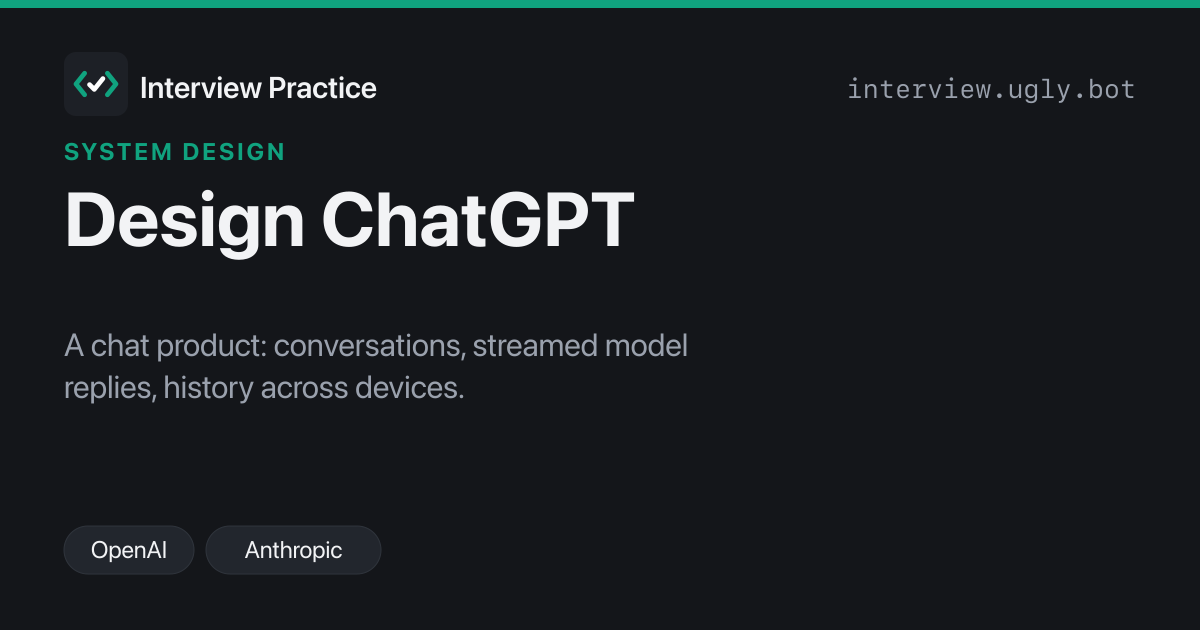 Interview Practice
interview.ugly.bot
SYSTEM DESIGN
Design ChatGPT
A chat product: conversations, streamed model
replies, history across devices.
OpenAI
Anthropic